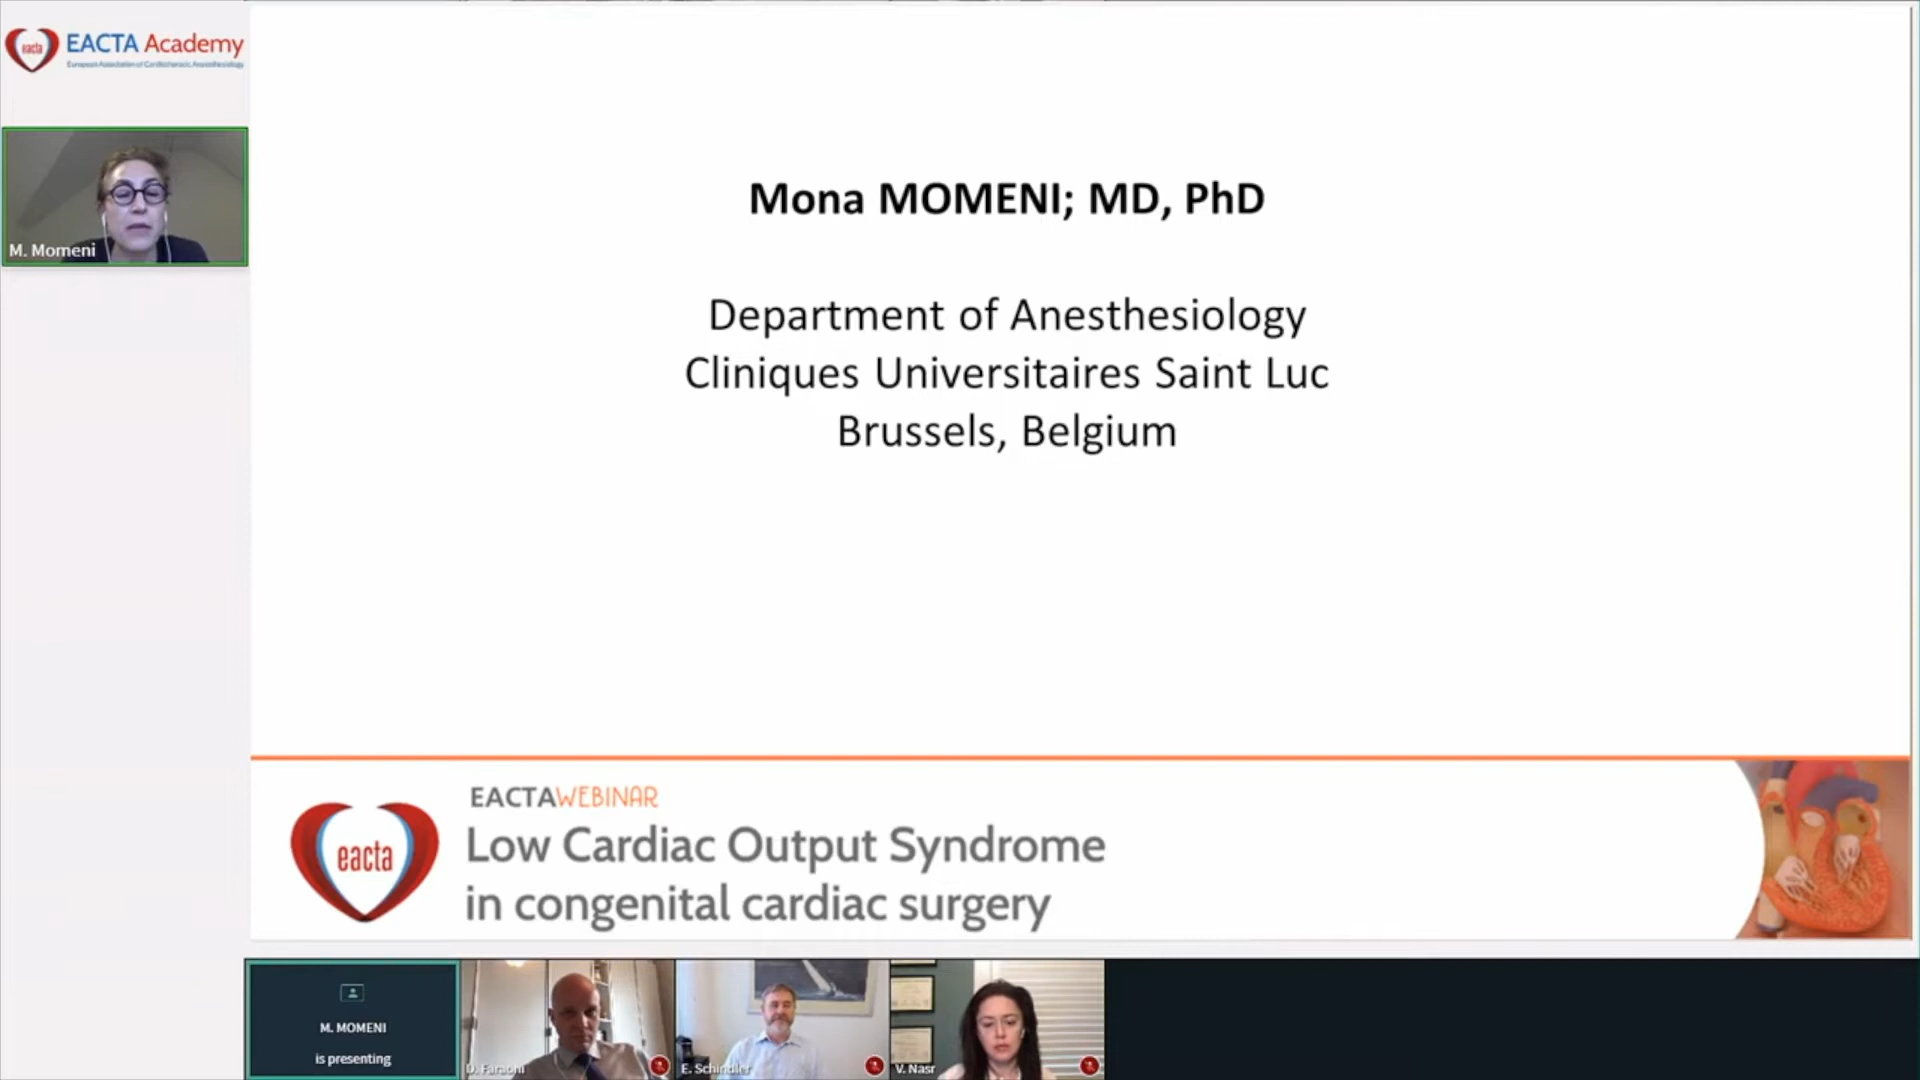 eacta
EACTA Academy
European Association of Cardiothoracic Anaesthesiology
M. Momeni
Mona MOMENI; MD, PhD
Department of Anesthesiology
Cliniques Universitaires Saint Luc
Brussels, Belgium
eacta
EACTAWEBINAR
Low Cardiac Output Syndrome
in congenital cardiac surgery
M. MOMENI
is presenting
D. Faraoni
E. Schindler
V. Nasr